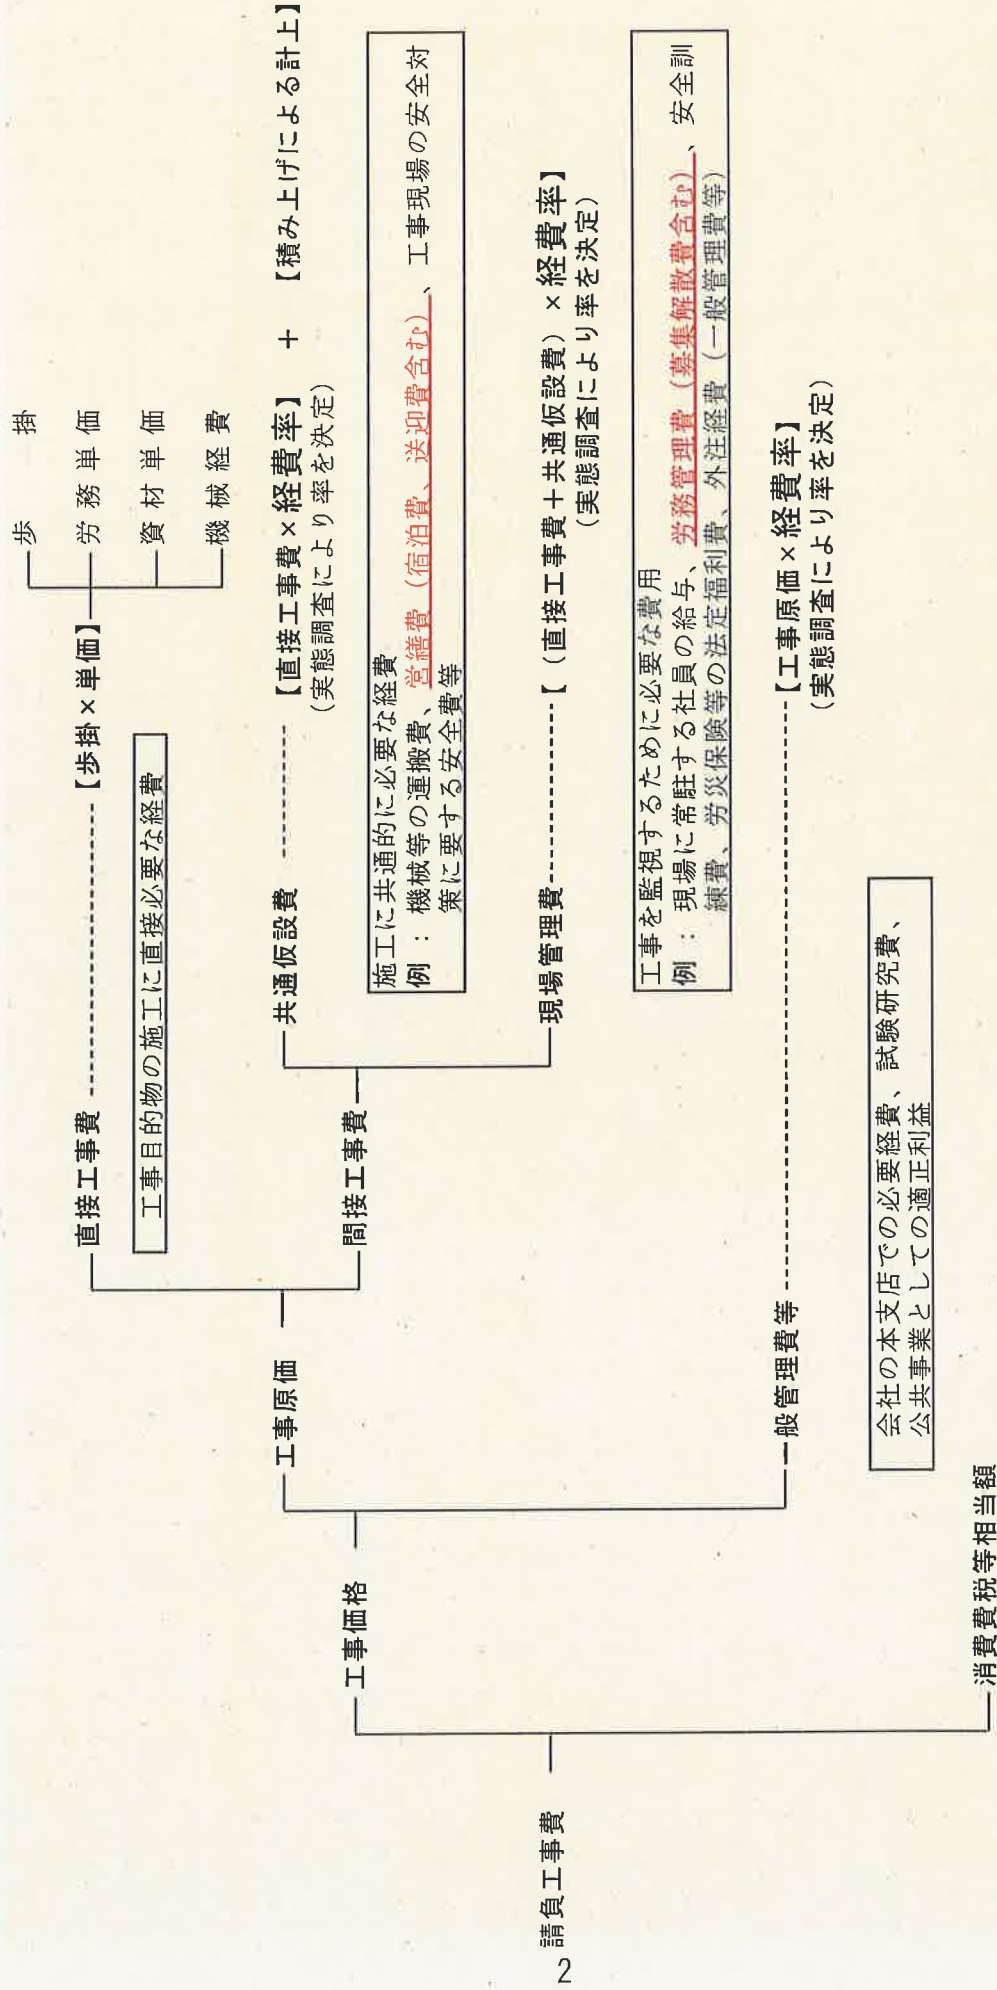 歩掛
労務単価
資材単価
機械経費
直接工事費 【歩掛×単価】
工事目的物の施工に直接必要な経費
共通仮設費 【直接工事費×経費率】 + 【積み上げによる計上】
(実態調査により率を決定)
間接工事費
施工に共通的に必要な経費
例:機械等の運搬費、営繕費(宿泊費、送迎費含む)、工事現場の安全対
策に要する安全費等
工事原価
現場管理費 【(直接工事費+共通仮設費)×経費率】
(実態調査により率を決定)
工事を監視するために必要な費用
例:現場に常駐する社員の給与、労務管理費(募集解散費含む)、安全訓
練費、労災保険等の法定福利費、外注経費(一般管理費等)
工事価格
一般管理費等 【工事原価×経費率】
(実態調査により率を決定)
会社の本支店での必要経費、試験研究費、
公共事業としての適正利益
請負工事費
消費費税等相当額
2